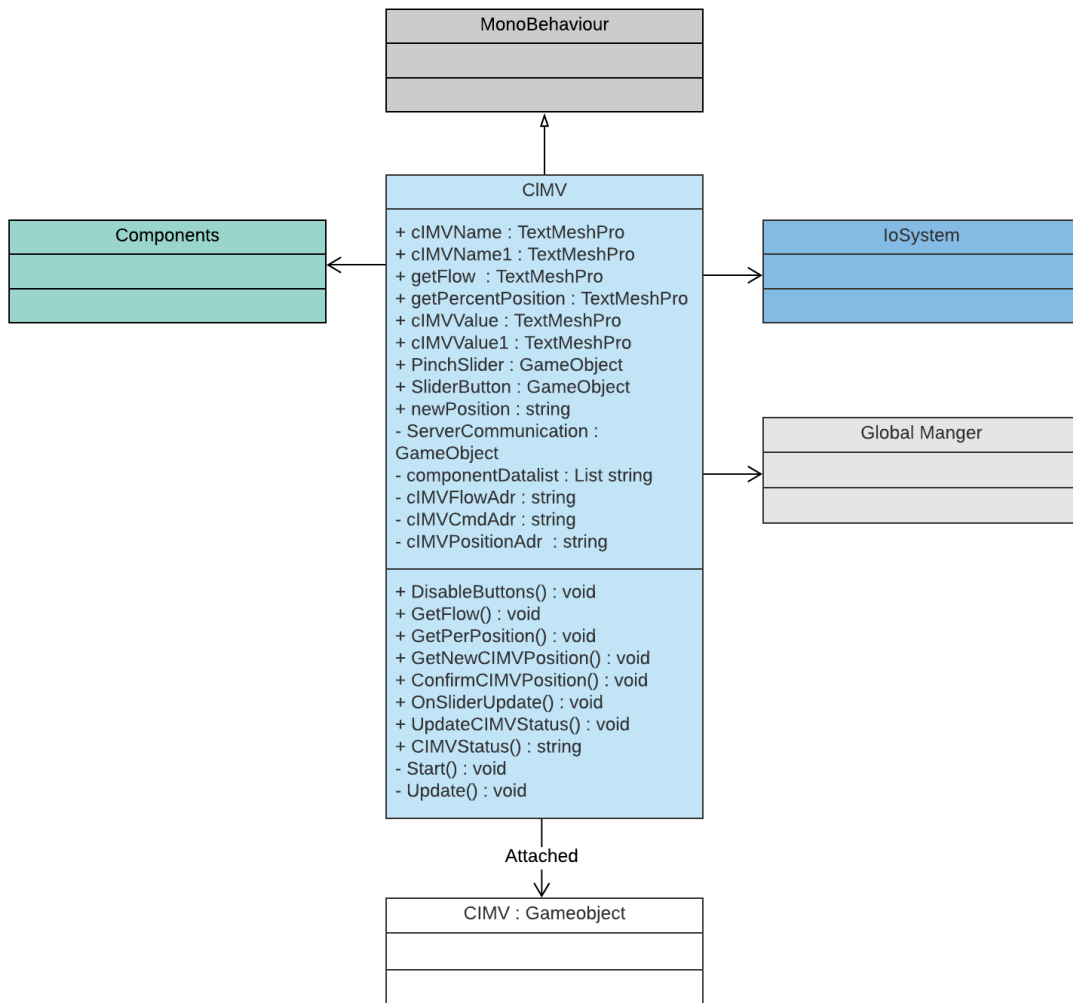 MonoBehaviour
CIMV
Components
IoSystem
+ cIMVName : TextMeshPro
+ cIMVName1 : TextMeshPro
+ getFlow  : TextMeshPro
+ getPercentPosition : TextMeshPro
+ cIMVValue : TextMeshPro
+ cIMVValue1 : TextMeshPro
+ PinchSlider : GameObject
+ SliderButton : GameObject
+ newPosition : string
- ServerCommunication :
GameObject
- componentDatalist : List string
- cIMVFlowAdr : string
- cIMVCmdAdr : string
- cIMVPositionAdr  : string
Global Manger
+ DisableButtons() : void
+ GetFlow() : void
+ GetPerPosition() : void
+ GetNewCIMVPosition() : void
+ ConfirmCIMVPosition() : void
+ OnSliderUpdate() : void
+ UpdateCIMVStatus() : void
+ CIMVStatus() : string
- Start() : void
- Update() : void
Attached
CIMV : Gameobject